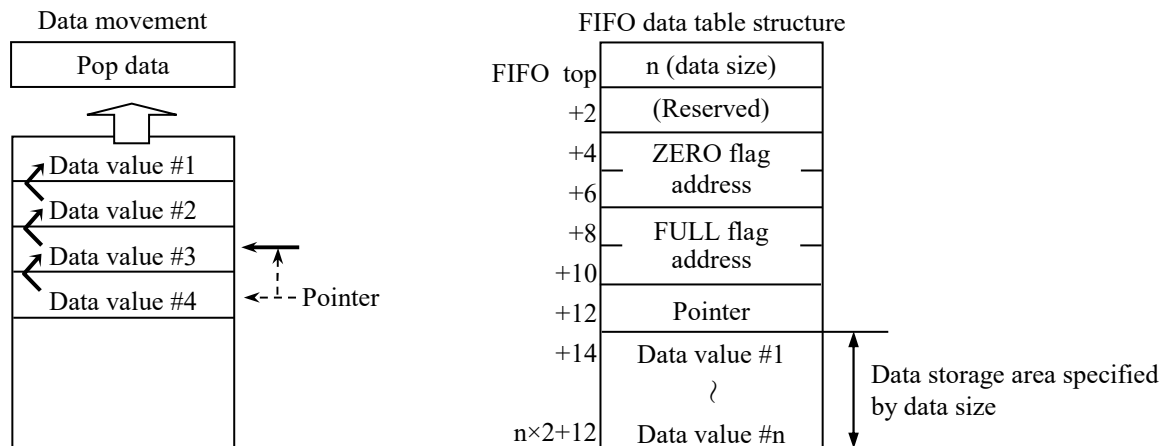 Data movement
Pop data
Data value #1
Data value #2
Data value #3
Data value #4
Pointer
FIFO data table structure
FIFO top
n (data size)
+2
(Reserved)
+4
ZERO flag
address
+6
+8
FULL flag
address
+10
+12
Pointer
+14
Data value #1
~
n×2+12
Data value #n
Data storage area specified
by data size